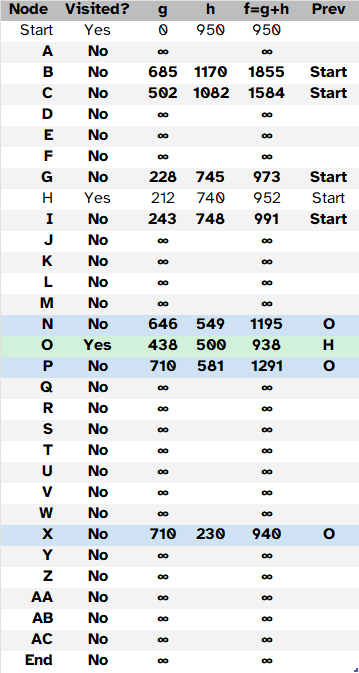 Node Visited? g h f=g+h Prev
Start Yes 0 950 950
A No ∞ ∞
B No 685 1170 1855 Start
C No 502 1082 1584 Start
D No ∞ ∞
E No ∞ ∞
F No ∞ ∞
G No 228 745 973 Start
H Yes 212 740 952 Start
I No 243 748 991 Start
J No ∞ ∞
K No ∞ ∞
L No ∞ ∞
M No ∞ ∞
N No 646 549 1195 O
O Yes 438 500 938 H
P No 710 581 1291 O
Q No ∞ ∞
R No ∞ ∞
S No ∞ ∞
T No ∞ ∞
U No ∞ ∞
V No ∞ ∞
W No ∞ ∞
X No 710 230 940 O
Y No ∞ ∞
Z No ∞ ∞
AA No ∞ ∞
AB No ∞ ∞
AC No ∞ ∞
End No ∞ ∞